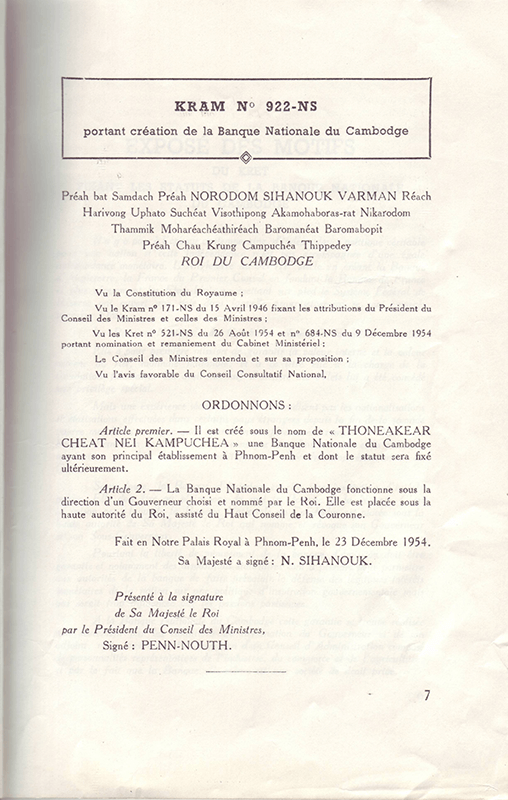 KRAM Nº 922-NS
portant création de la Banque Nationale du Cambodge
Préah bat Samdach Préah NORODOM SIHANOUK VARMAN Réach
Harivong Uphato Suchéat Visothipong Akamohaboras-rat Nikarodom
Thammik Moharéachéathiréach Baromanéat Baromabopit
Préah Chau Krung Campuchéa Thippedey
ROI DU CAMBODGE
Vu la Constitution du Royaume ;
Vu le Kram nº 171-NS du 15 Avril 1946 fixant les attributions du Président du
Conseil des Ministres et celles des Ministres ;
Vu les Kret nº 521-NS du 26 Août 1954 et nº 684-NS du 9 Décembre 1954
portant nomination et remaniement du Cabinet Ministériel ;
Le Conseil des Ministres entendu et sur sa proposition ;
Vu l'avis favorable du Conseil Consultatif National,
ORDONNONS :
Article premier. — Il est créé sous le nom de « THONEAKEAR
CHEAT NEI KAMPUCHEA » une Banque Nationale du Cambodge
ayant son principal établissement à Phnom-Penh et dont le statut sera fixé
ultérieurement.
Article 2. — La Banque Nationale du Cambodge fonctionne sous la
direction d'un Gouverneur choisi et nommé par le Roi. Elle est placée sous la
haute autorité du Roi, assisté du Haut Conseil de la Couronne.
Fait en Notre Palais Royal à Phnom-Penh, le 23 Décembre 1954.
Sa Majesté a signé : N. SIHANOUK.
Présenté à la signature
de Sa Majesté le Roi
par le Président du Conseil des Ministres,
Signé : PENN-NOUTH.
7